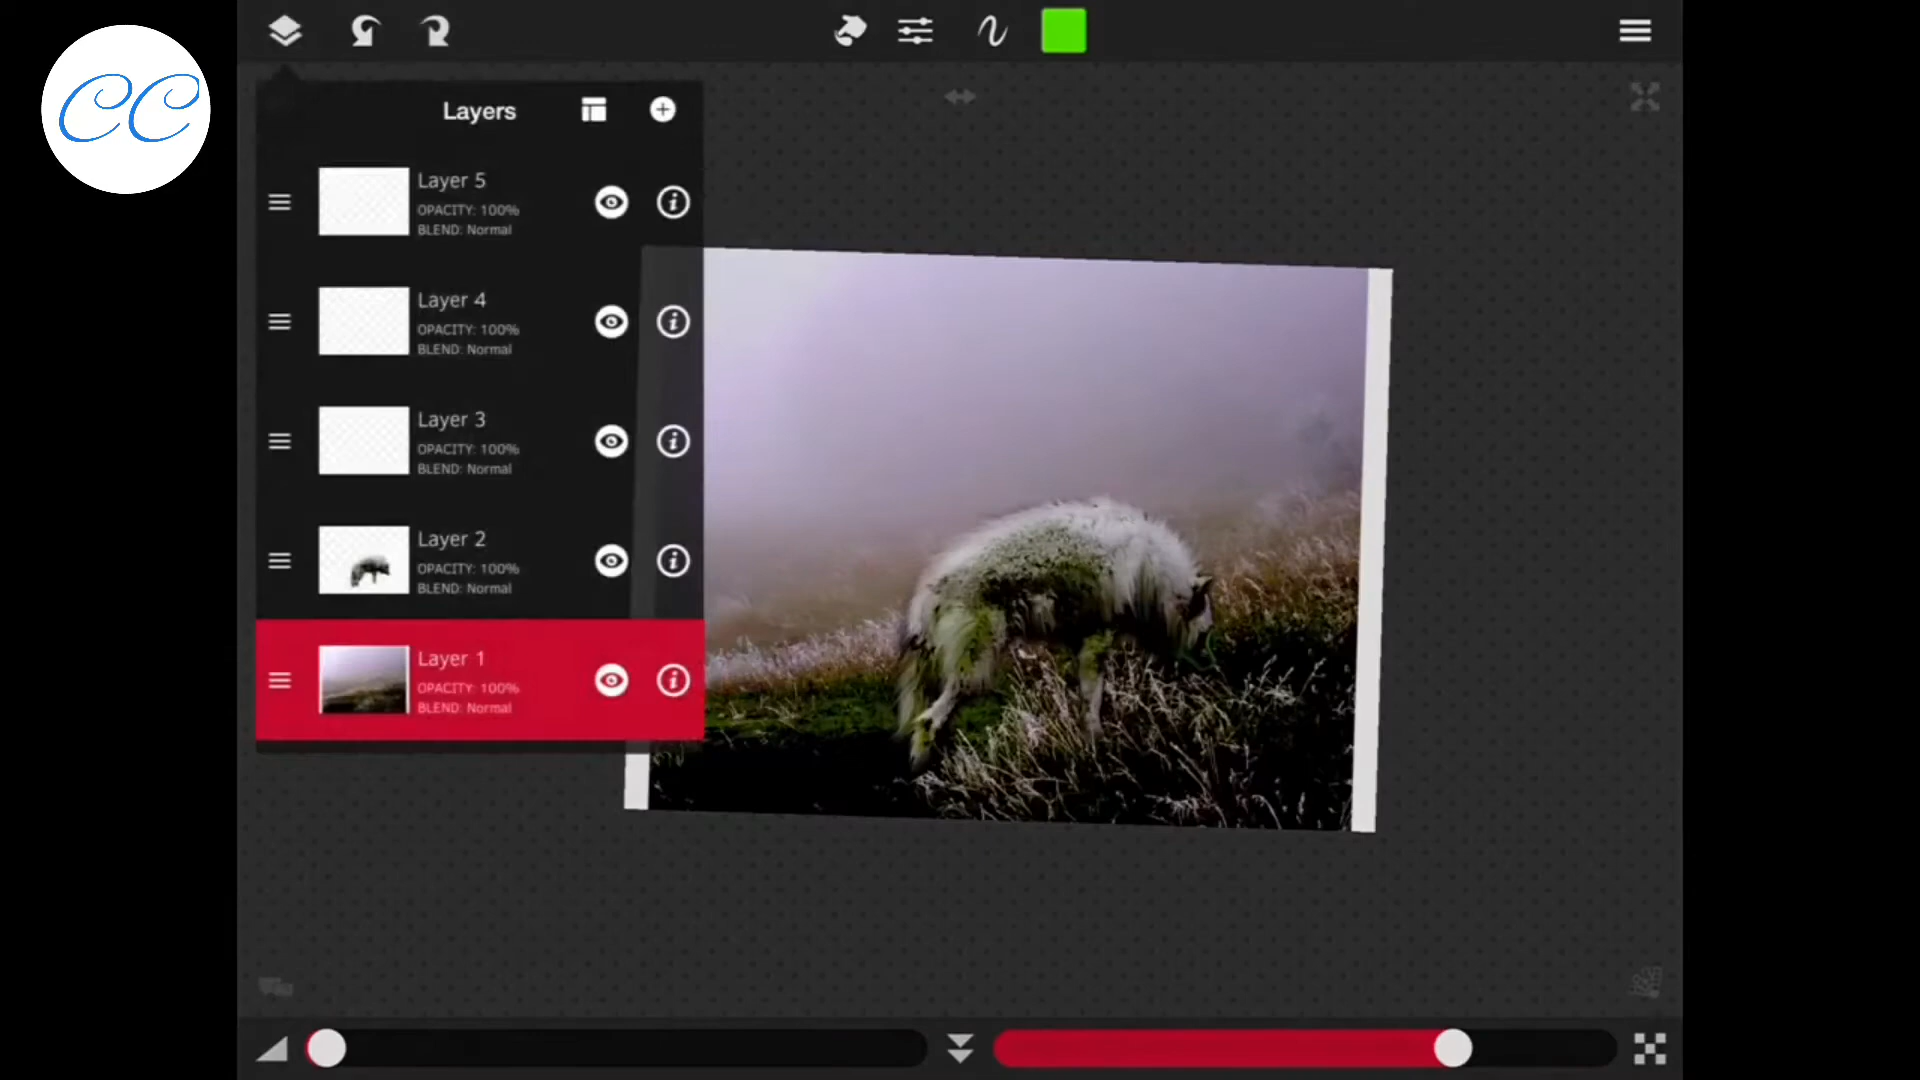 CC
Layers
Layer 5
OPACITY: 100%
BLEND: Normal
Layer 4
OPACITY: 100%
BLEND: Normal
Layer 3
OPACITY: 100%
BLEND: Normal
Layer 2
OPACITY: 100%
BLEND: Normal
Layer 1
OPACITY: 100%
BLEND: Normal